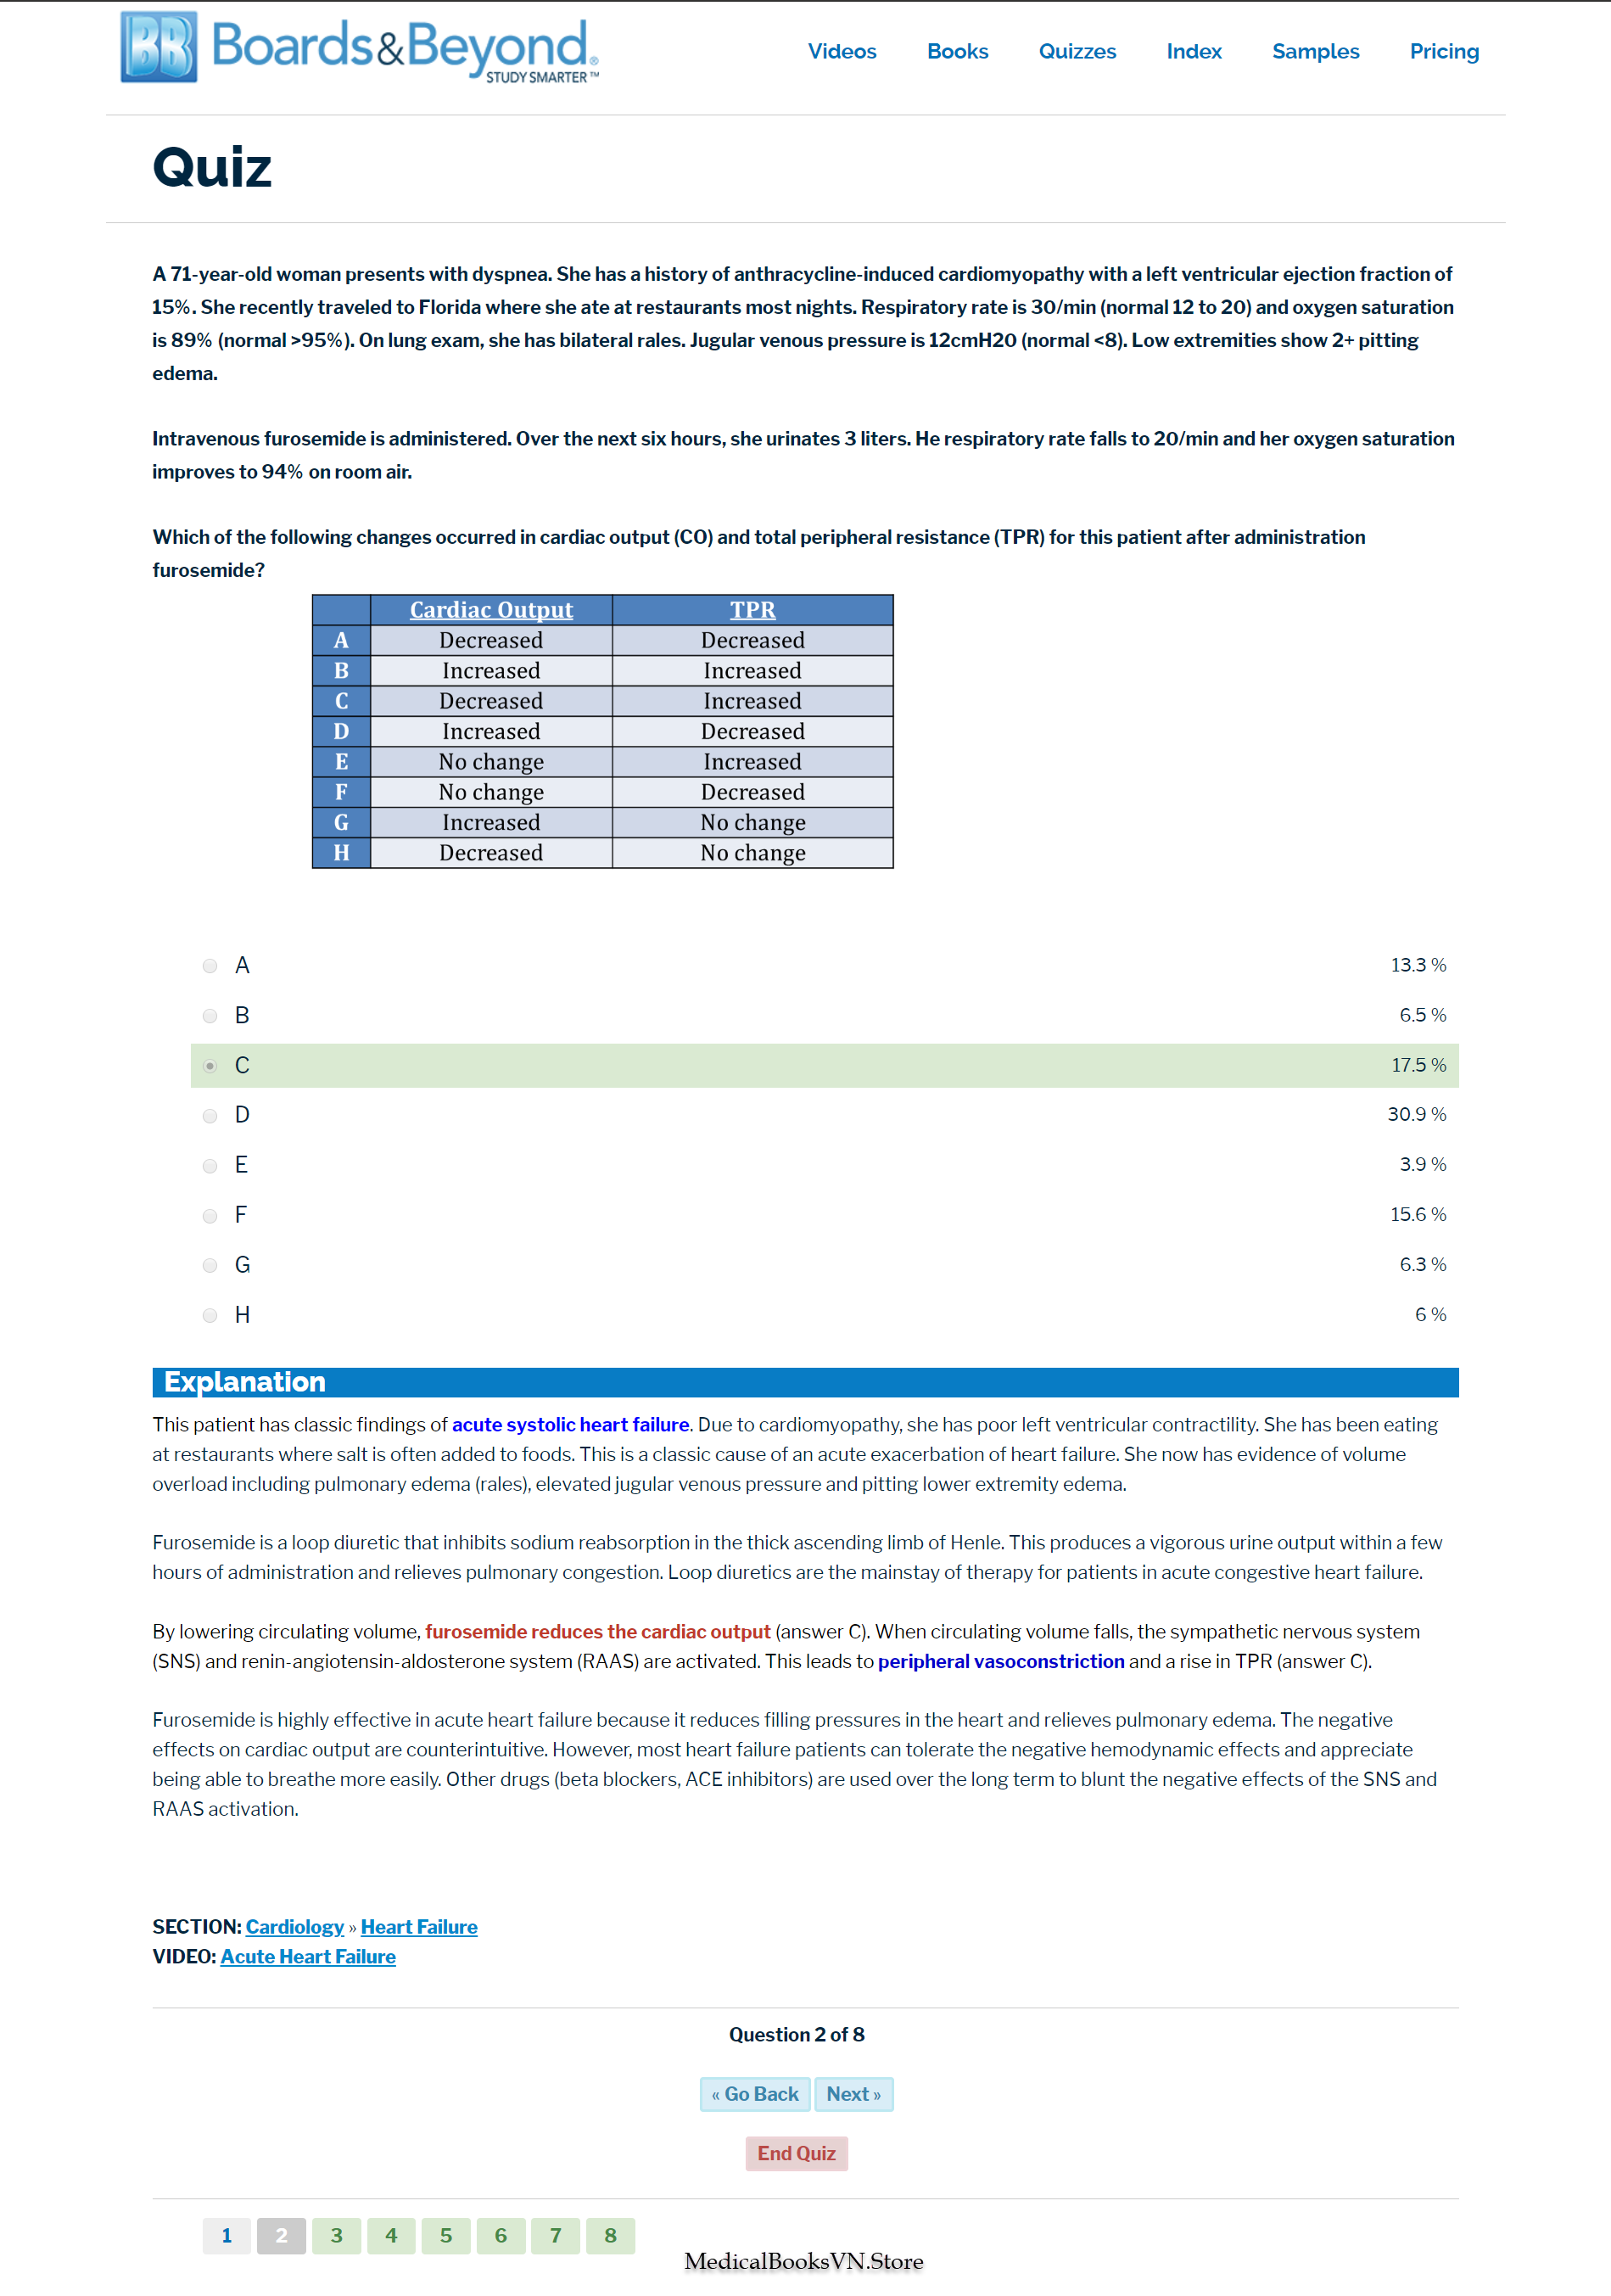 BB Boards&Beyond®
STUDY SMARTER™
Videos Books Quizzes Index Samples Pricing
Quiz
A 71-year-old woman presents with dyspnea. She has a history of anthracycline-induced cardiomyopathy with a left ventricular ejection fraction of
15%. She recently traveled to Florida where she ate at restaurants most nights. Respiratory rate is 30/min (normal 12 to 20) and oxygen saturation
is 89% (normal >95%). On lung exam, she has bilateral rales. Jugular venous pressure is 12cmH20 (normal <8). Low extremities show 2+ pitting
edema.
Intravenous furosemide is administered. Over the next six hours, she urinates 3 liters. He respiratory rate falls to 20/min and her oxygen saturation
improves to 94% on room air.
Which of the following changes occurred in cardiac output (CO) and total peripheral resistance (TPR) for this patient after administration
furosemide?
Cardiac Output TPR
A Decreased Decreased
B Increased Increased
C Decreased Increased
D Increased Decreased
E No change Increased
F No change Decreased
G Increased No change
H Decreased No change
A 13.3 %
B 6.5 %
C 17.5 %
D 30.9 %
E 3.9 %
F 15.6 %
G 6.3 %
H 6 %
Explanation
This patient has classic findings of acute systolic heart failure. Due to cardiomyopathy, she has poor left ventricular contractility. She has been eating
at restaurants where salt is often added to foods. This is a classic cause of an acute exacerbation of heart failure. She now has evidence of volume
overload including pulmonary edema (rales), elevated jugular venous pressure and pitting lower extremity edema.
Furosemide is a loop diuretic that inhibits sodium reabsorption in the thick ascending limb of Henle. This produces a vigorous urine output within a few
hours of administration and relieves pulmonary congestion. Loop diuretics are the mainstay of therapy for patients in acute congestive heart failure.
By lowering circulating volume, furosemide reduces the cardiac output (answer C). When circulating volume falls, the sympathetic nervous system
(SNS) and renin-angiotensin-aldosterone system (RAAS) are activated. This leads to peripheral vasoconstriction and a rise in TPR (answer C).
Furosemide is highly effective in acute heart failure because it reduces filling pressures in the heart and relieves pulmonary edema. The negative
effects on cardiac output are counterintuitive. However, most heart failure patients can tolerate the negative hemodynamic effects and appreciate
being able to breathe more easily. Other drugs (beta blockers, ACE inhibitors) are used over the long term to blunt the negative effects of the SNS and
RAAS activation.
SECTION: Cardiology » Heart Failure
VIDEO: Acute Heart Failure
Question 2 of 8
« Go Back Next »
End Quiz
1 2 3 4 5 6 7 8
MedicalBooksVN.Store